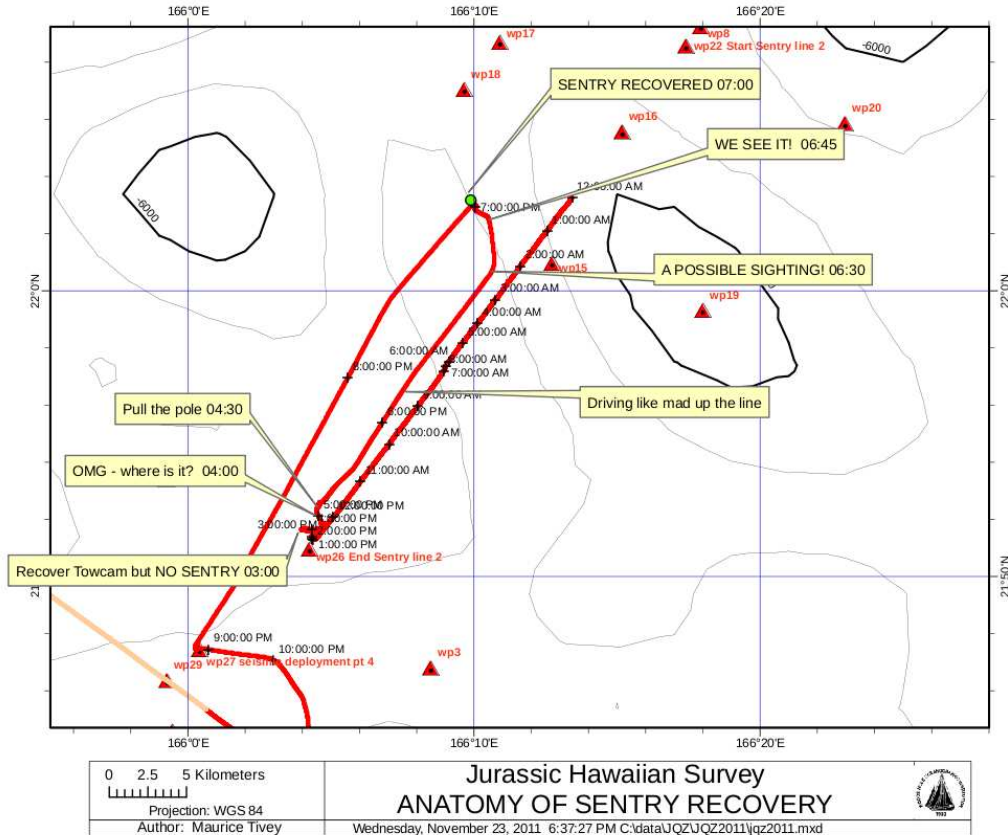 166°0'E
166°10'E
166°20'E
wp17
wp8
wp22 Start Sentry line 2
-6000
wp18
SENTRY RECOVERED 07:00
wp16
wp20
WE SEE IT! 06:45
-6000
7:00:00 PM
wp15
A POSSIBLE SIGHTING! 06:30
22°0'N
22°0'N
wp19
4:00:00 AM
6:00:00 AM
8:00:00 PM
7:00:00 AM
Driving like mad up the line
Pull the pole 04:30
6:00:00 PM
10:00:00 AM
OMG - where is it? 04:00
11:00:00 AM
5:00:00 PM
3:00:00 PM
1:00:00 PM
wp26 End Sentry line 2
Recover Towcam but NO SENTRY 03:00
21°50'N
9:00:00 PM
10:00:00 PM
wp27 seismic deployment pt 4
wp29
wp3
166°0'E
166°10'E
166°20'E
0 2.5 5 Kilometers
Projection: WGS 84
Author: Maurice Tivey
Jurassic Hawaiian Survey
ANATOMY OF SENTRY RECOVERY
Wednesday, November 23, 2011 6:37:27 PM C:\data\JQZ\JQZ2011\jqz2011.mxd